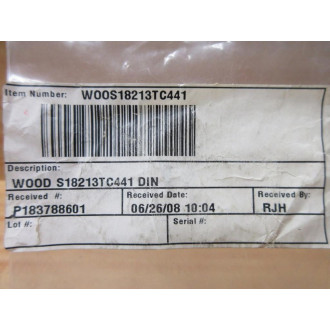 Item Number: WOOS18213TC441
Description:
WOOD S18213TC441 DIN
Received #: Received Date: Received By:
P183788601 06/26/08 10:04 RJH
Lot #: Serial #: